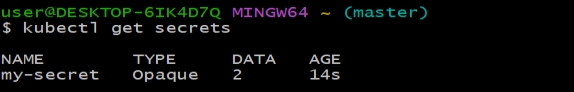 user@DESKTOP-6IK4D7Q MINGW64 ~ (master)
$ kubectl get secrets
NAME TYPE DATA AGE
my-secret Opaque 2 14s